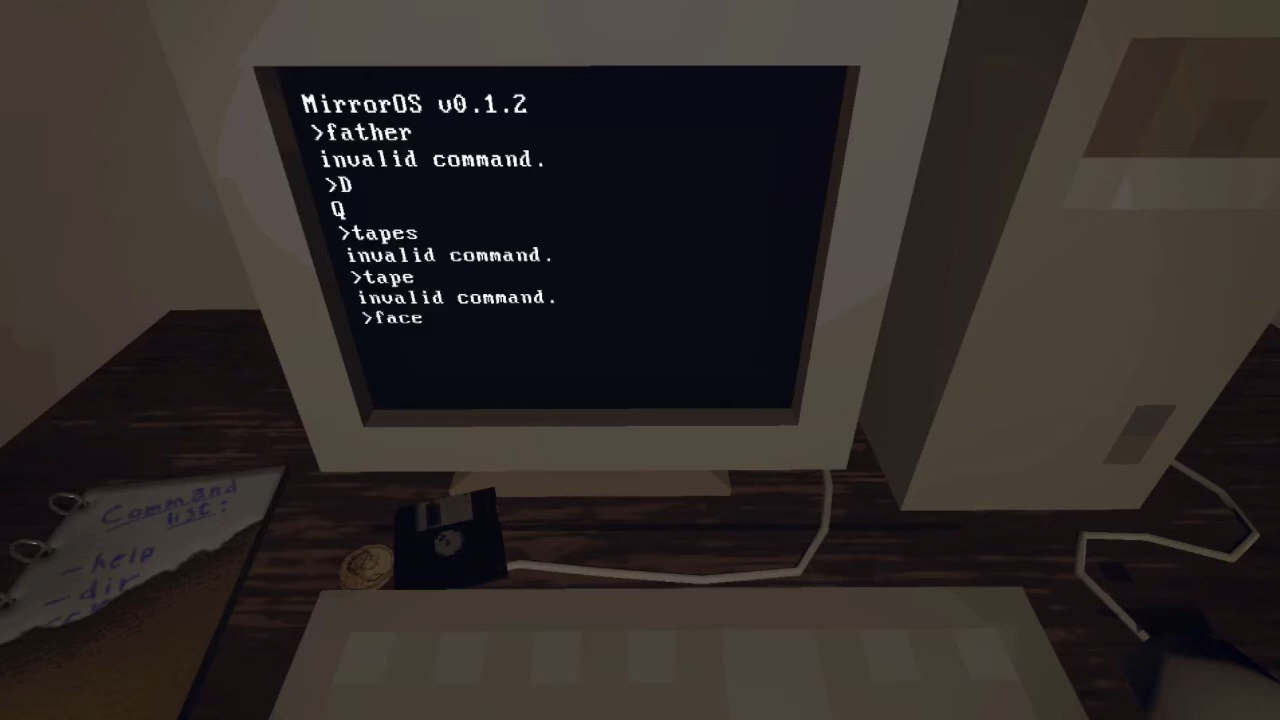 MirrorOS v0.1.2
>father
invalid command.
>D
Q
>tapes
invalid command.
>tape
invalid command.
>face
Command
list:
- help
- dir